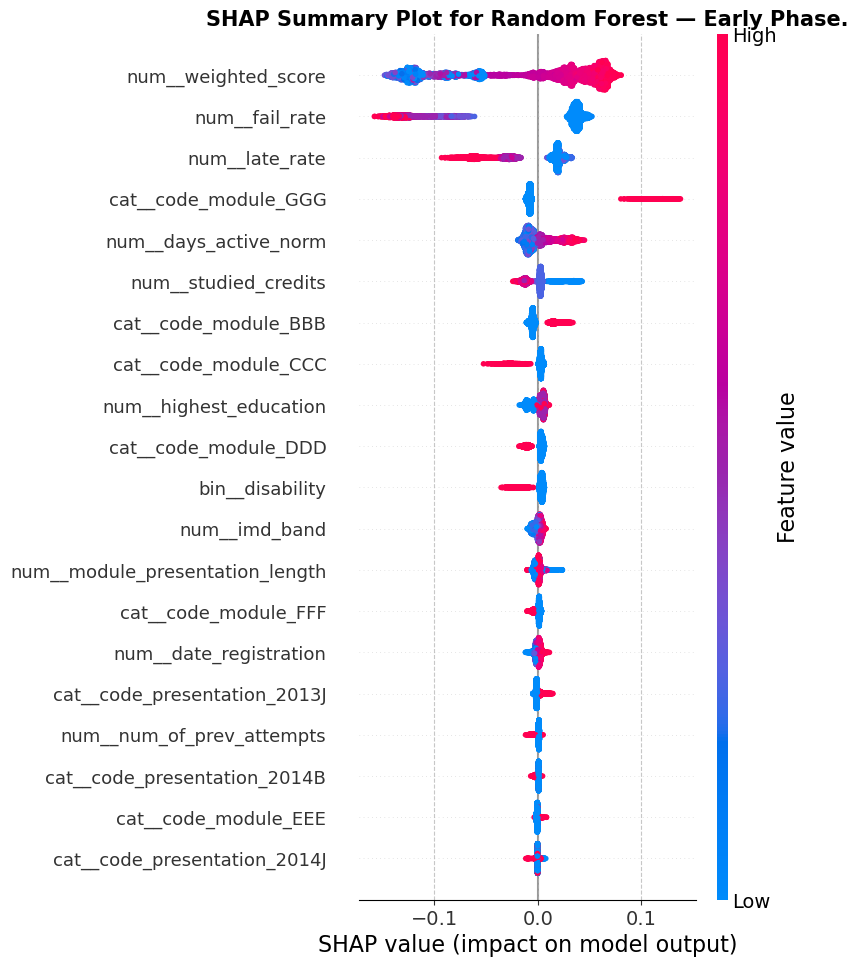 SHAP Summary Plot for Random Forest — Early Phase.
High
num__weighted_score
num__fail_rate
num__late_rate
cat__code_module_GGG
num__days_active_norm
num__studied_credits
cat__code_module_BBB
cat__code_module_CCC
num__highest_education
cat__code_module_DDD
bin__disability
num__imd_band
num__module_presentation_length
cat__code_module_FFF
num__date_registration
cat__code_presentation_2013J
num__num_of_prev_attempts
cat__code_presentation_2014B
cat__code_module_EEE
cat__code_presentation_2014J
Feature value
Low
−0.1 0.0 0.1
SHAP value (impact on model output)